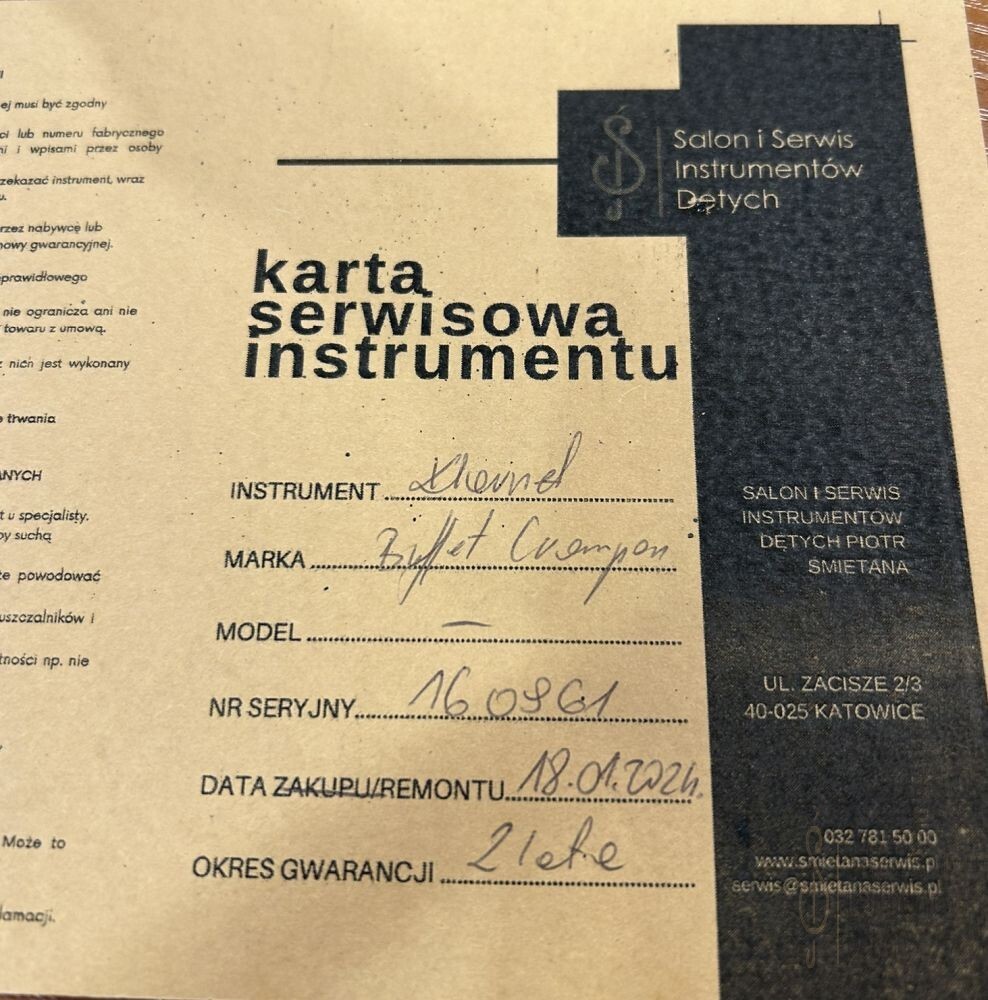 ej musi być zgodny
ci lub numeru fabrycznego
i wpisami przez osoby
zekazać instrument, wraz
rzez nabywcę lub
nowy gwarancyjnej.
prawidłowego
nie ogranicza ani nie
towaru z umową.
z nich jest wykonany
trwania
ANYCH
t u specjalisty.
by suchą
że powodować
uszczalników i
tności np. nie
Może to
lamacji.
Salon i Serwis
Instrumentów
Dętych
karta
serwisowa
instrumentu
INSTRUMENT
MARKA Buffet Crampon
MODEL —
NR SERYJNY 160961
DATA ZAKUPU/REMONTU 18.01.2024.
OKRES GWARANCJI 2 lata
SALON I SERWIS
INSTRUMENTÓW
DĘTYCH PIOTR
ŚMIETANA
UL. ZACISZE 2/3
40-025 KATOWICE
032 781 50 00
www.smietanaserwis.pl
serwis@smietanaserwis.pl